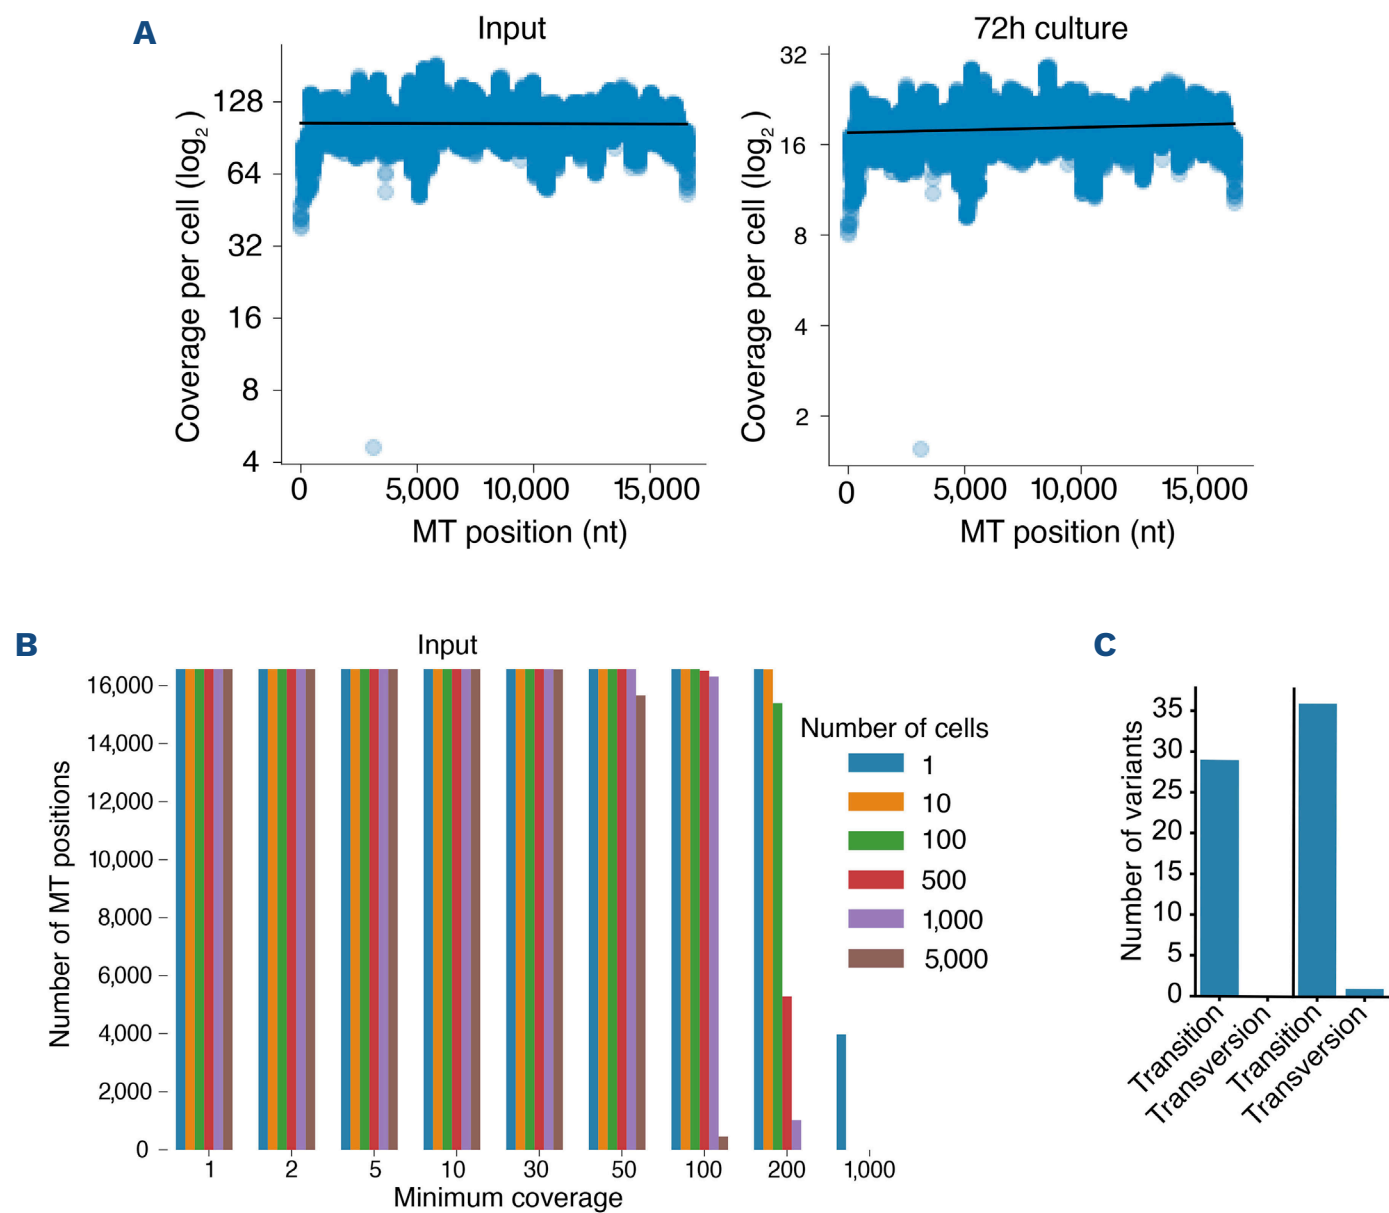 A
Input
72h culture
Coverage per cell (log2)
128
64
32
16
8
4
0 5,000 10,000 15,000
MT position (nt)
Coverage per cell (log2)
32
16
8
4
2
0 5,000 10,000 15,000
MT position (nt)
B
Input
Number of MT positions
16,000
14,000
12,000
10,000
8,000
6,000
4,000
2,000
0
1 2 5 10 30 50 100 200 1,000
Minimum coverage
Number of cells
1
10
100
500
1,000
5,000
C
Number of variants
35
30
25
20
15
10
5
0
Transition
Transversion
Transition
Transversion